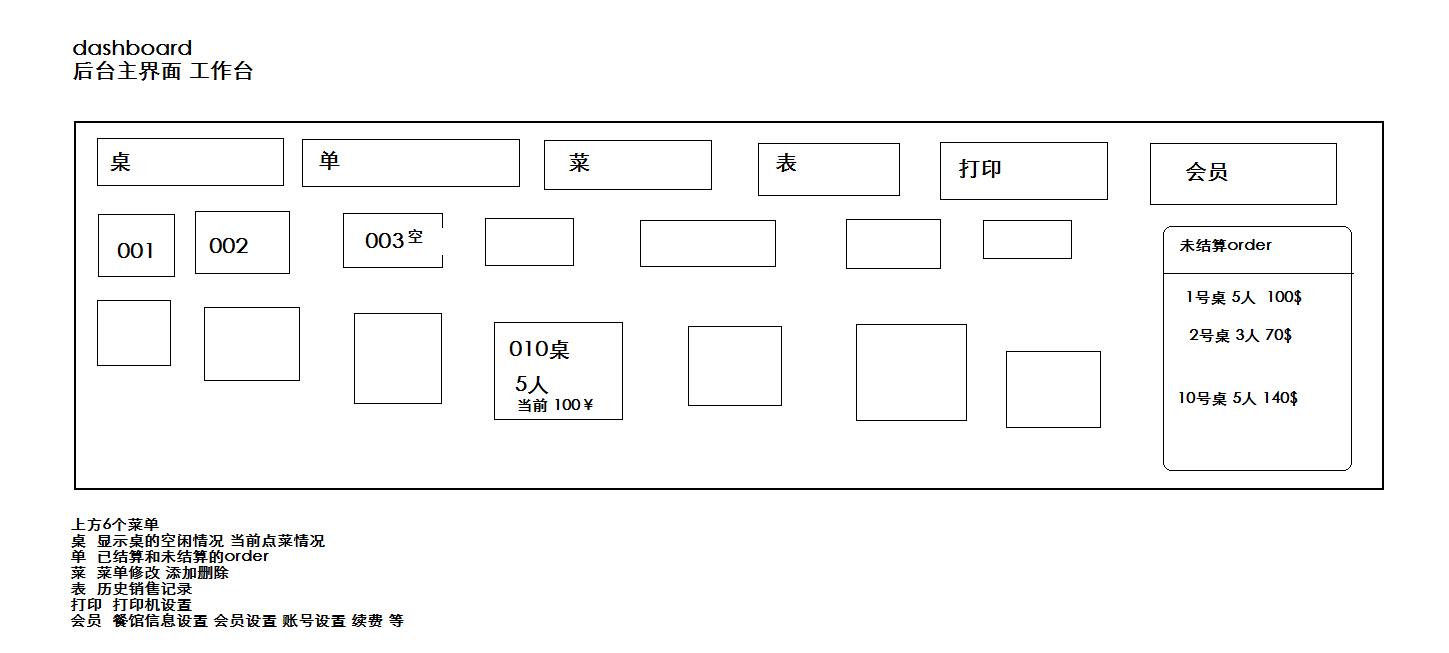 dashboard
后台主界面 工作台
桌
单
菜
表
打印
会员
001
002
003空
010桌
5人
当前 100¥
未结算order
1号桌 5人 100$
2号桌 3人 70$
10号桌 5人 140$
上方6个菜单
桌 显示桌的空闲情况 当前点菜情况
单 已结算和未结算的order
菜 菜单修改 添加删除
表 历史销售记录
打印 打印机设置
会员 餐馆信息设置 会员设置 账号设置 续费 等